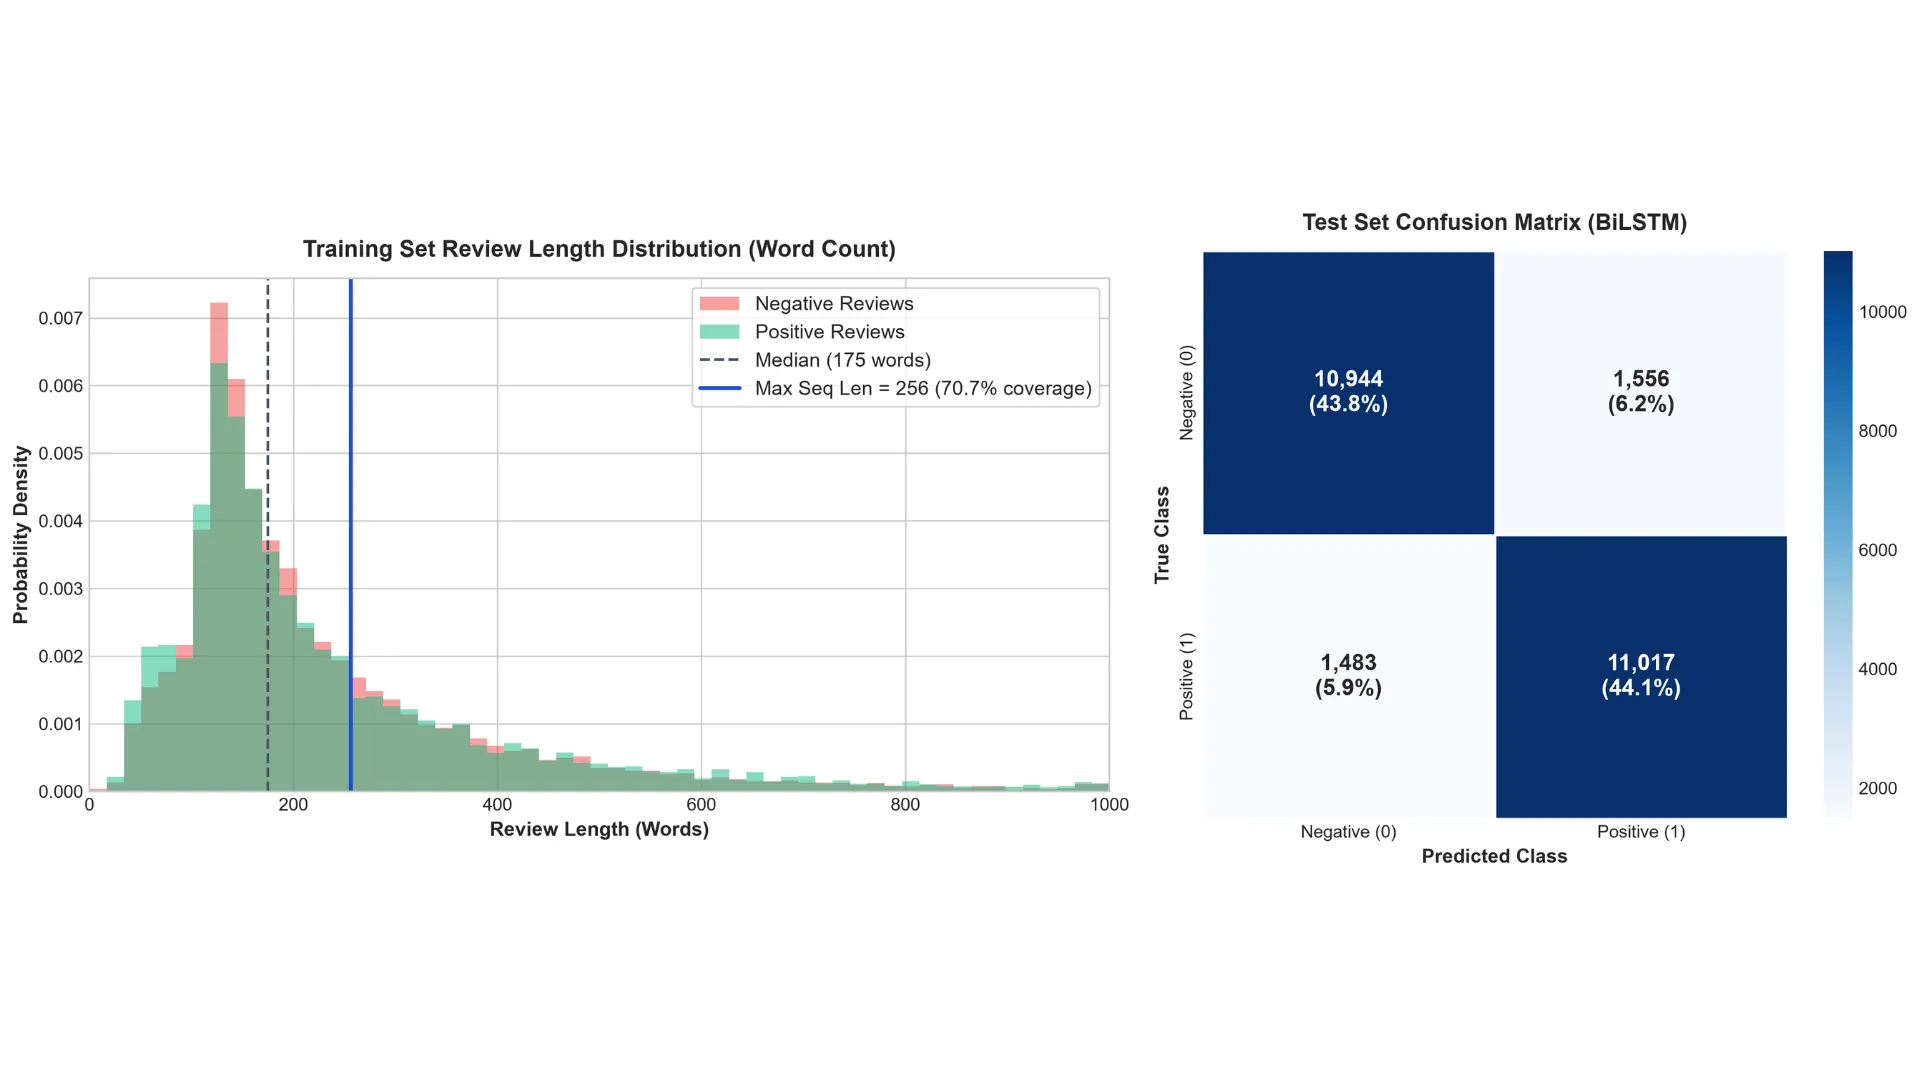 Training Set Review Length Distribution (Word Count)
Probability Density
0.007
0.006
0.005
0.004
0.003
0.002
0.001
0.000
Negative Reviews
Positive Reviews
Median (175 words)
Max Seq Len = 256 (70.7% coverage)
0
200
400
600
800
1000
Review Length (Words)
Test Set Confusion Matrix (BiLSTM)
True Class
Negative (0)
Positive (1)
10,944
(43.8%)
1,556
(6.2%)
1,483
(5.9%)
11,017
(44.1%)
Negative (0)
Positive (1)
Predicted Class
10000
8000
6000
4000
2000